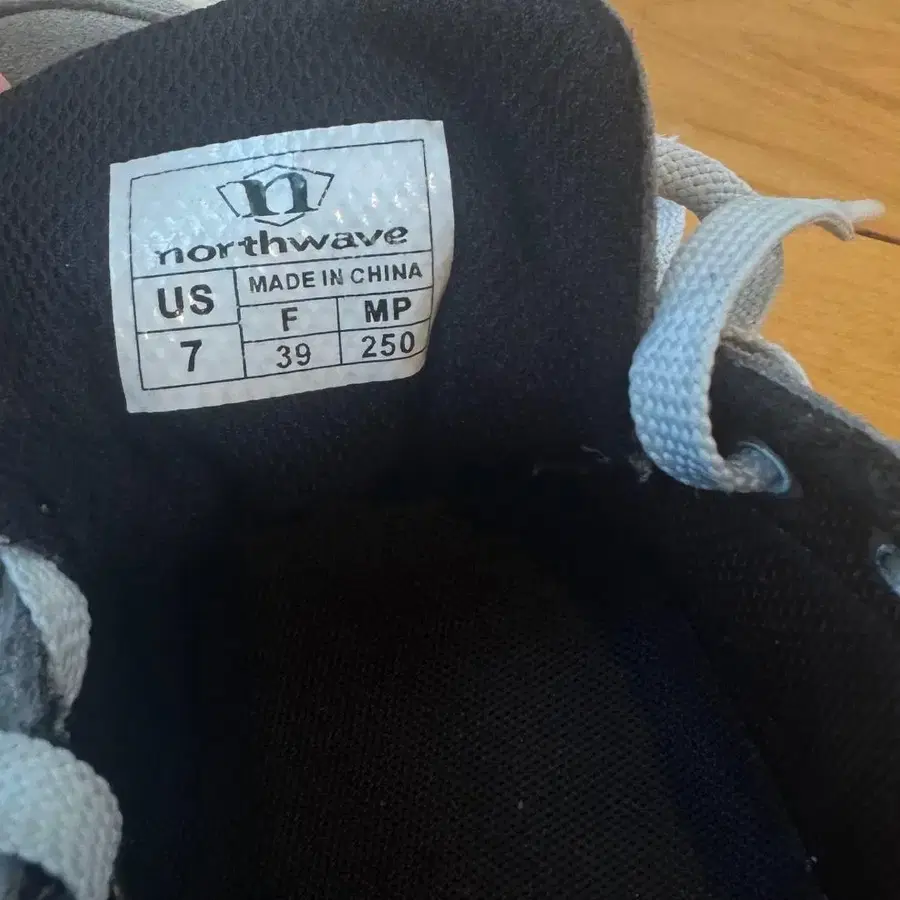 n
northwave
US MADE IN CHINA
F MP
7 39 250